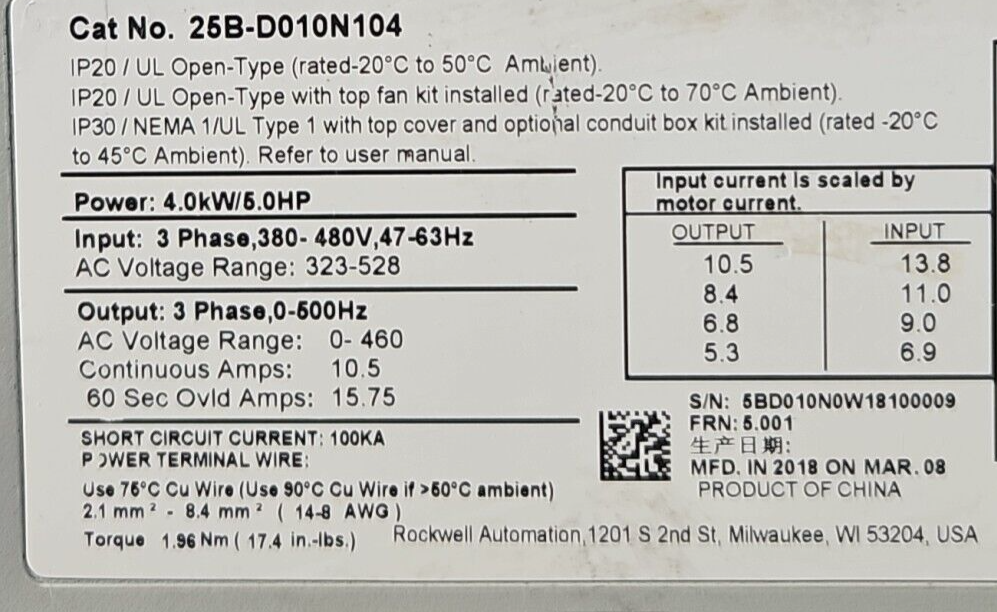 Cat No. 25B-D010N104
IP20 / UL Open-Type (rated-20°C to 50°C Ambient).
IP20 / UL Open-Type with top fan kit installed (rated-20°C to 70°C Ambient).
IP30 / NEMA 1/UL Type 1 with top cover and optional conduit box kit installed (rated -20°C
to 45°C Ambient). Refer to user manual.
Power: 4.0kW/5.0HP
Input: 3 Phase,380- 480V,47-63Hz
AC Voltage Range: 323-528
Output: 3 Phase,0-500Hz
AC Voltage Range: 0- 460
Continuous Amps: 10.5
60 Sec Ovld Amps: 15.75
SHORT CIRCUIT CURRENT: 100KA
POWER TERMINAL WIRE:
Use 75°C Cu Wire (Use 90°C Cu Wire if >50°C ambient)
2.1 mm² - 8.4 mm² ( 14-8 AWG )
Torque 1.96 Nm ( 17.4 in.-lbs.)
Input current is scaled by
motor current.
OUTPUT INPUT
10.5 13.8
8.4 11.0
6.8 9.0
5.3 6.9
S/N: 5BD010N0W18100009
FRN: 5.001
生产日期:
MFD. IN 2018 ON MAR. 08
PRODUCT OF CHINA
Rockwell Automation,1201 S 2nd St, Milwaukee, WI 53204, USA